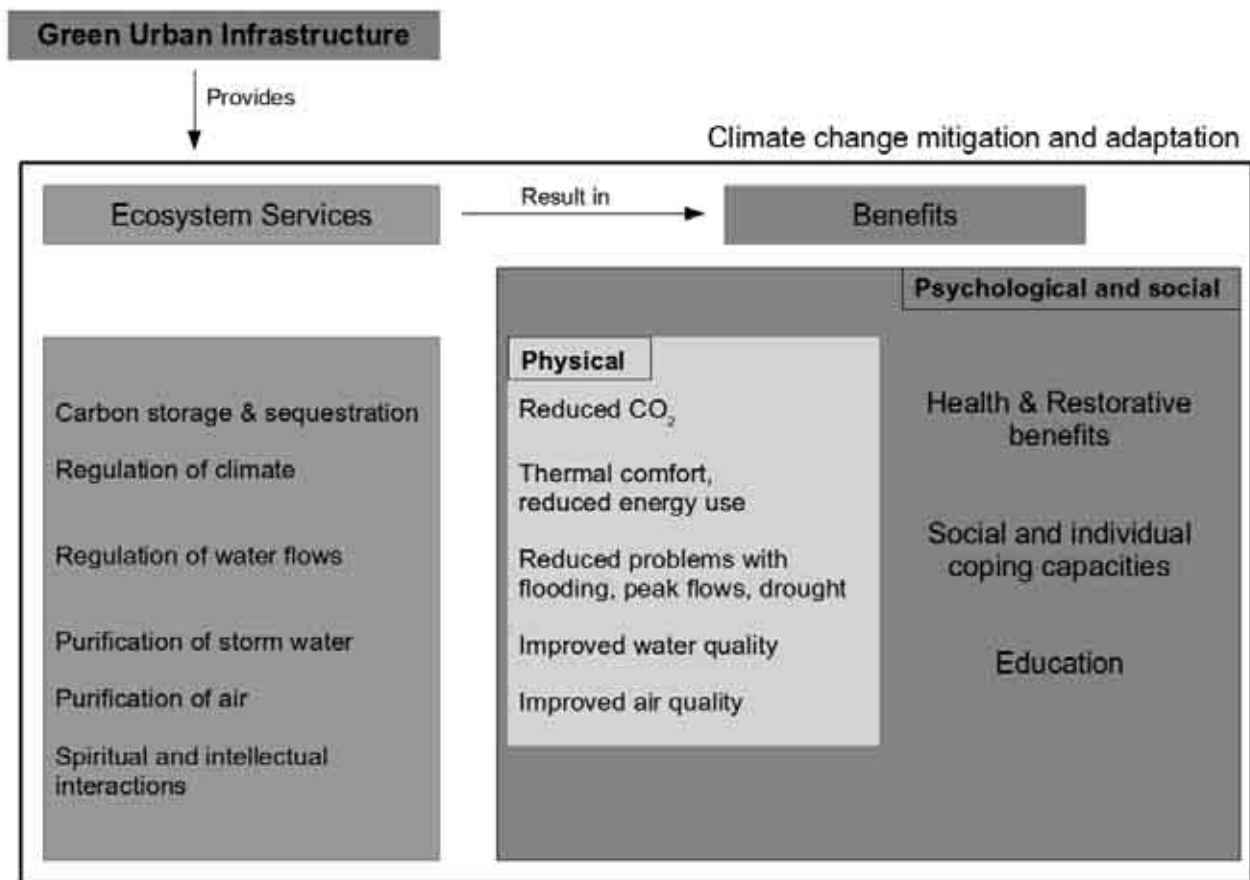 Green Urban Infrastructure
Provides
Climate change mitigation and adaptation
Ecosystem Services
Result in
Benefits
Psychological and social
Physical
Carbon storage & sequestration
Regulation of climate
Regulation of water flows
Purification of storm water
Purification of air
Spiritual and intellectual
interactions
Reduced CO₂
Thermal comfort,
reduced energy use
Reduced problems with
flooding, peak flows, drought
Improved water quality
Improved air quality
Health & Restorative
benefits
Social and individual
coping capacities
Education